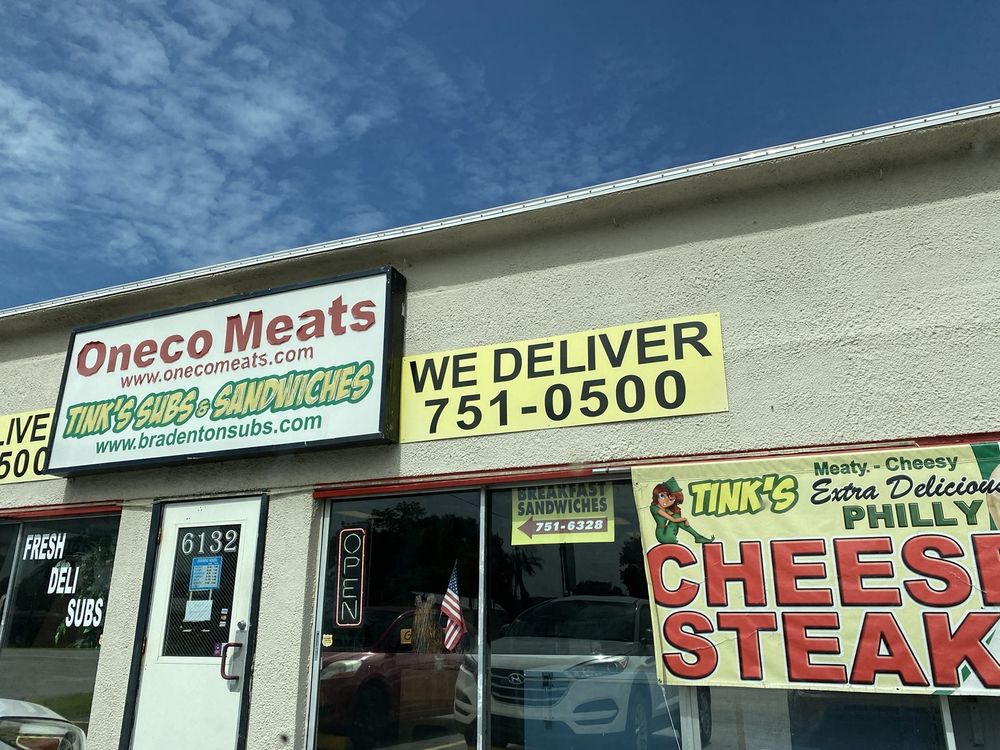 Oneco Meats
www.onecomeats.com
TINK'S SUBS & SANDWICHES
www.bradentonsubs.com
LIVE
500
WE DELIVER
751-0500
FRESH
DELI
SUBS
6132
OPEN
BREAKFAST
SANDWICHES
751-6328
TINK'S
Meaty - Cheesy
Extra Delicious
PHILLY
CHEESE
STEAK